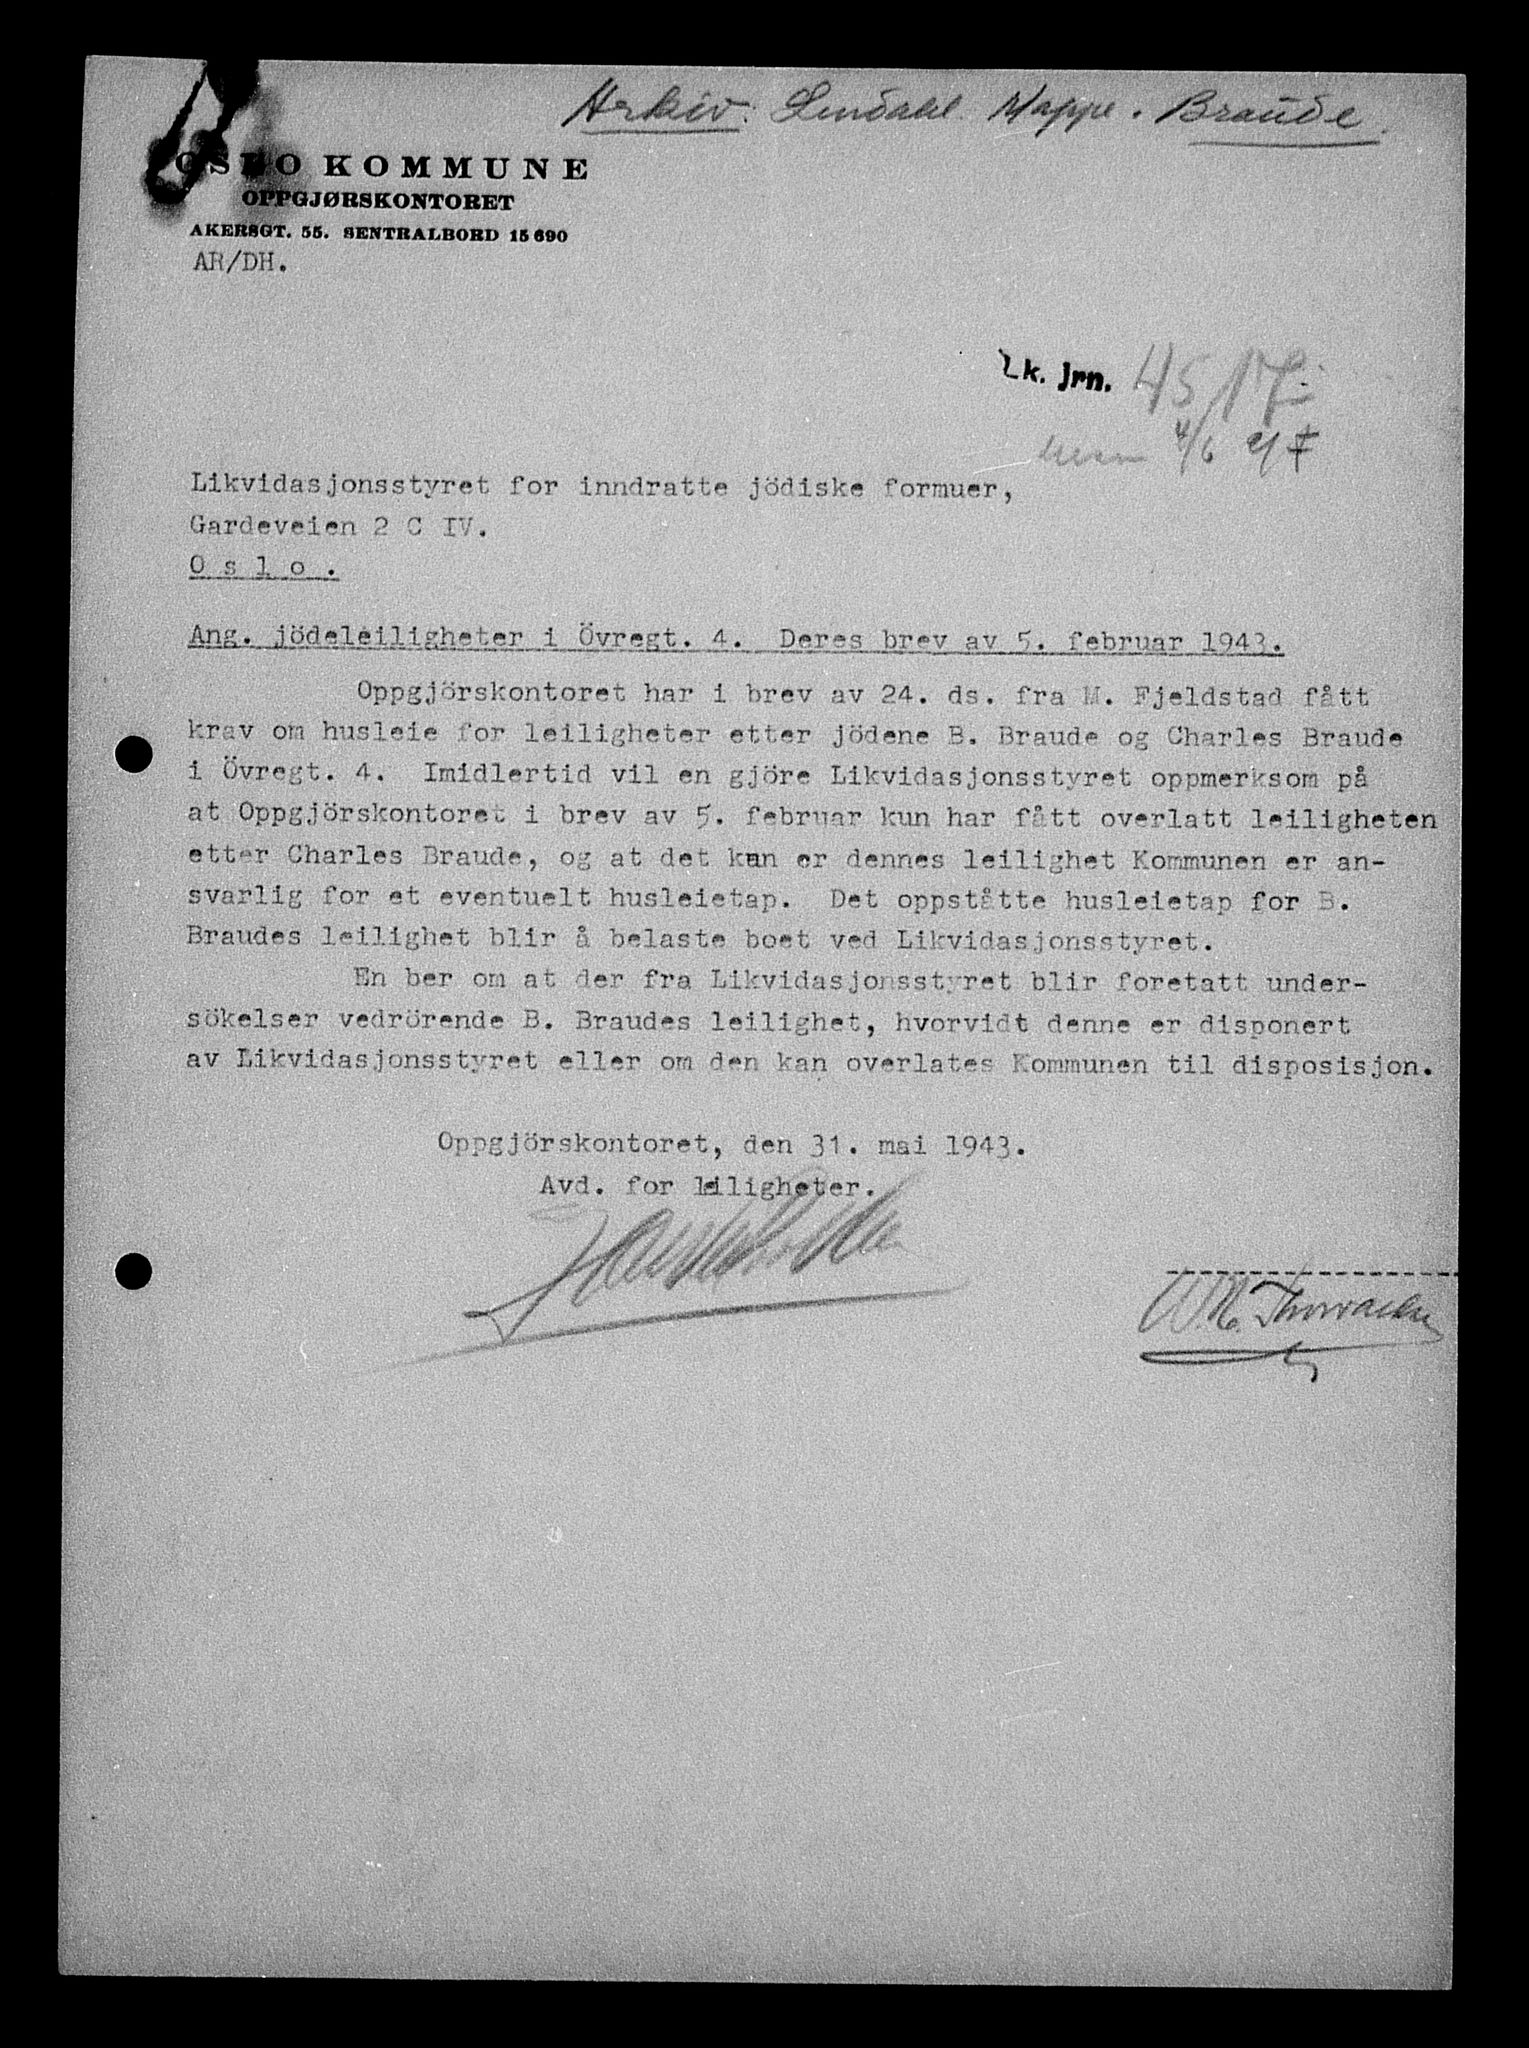 Arkiv: Lindahl. Mappe. Braude.
OSLO KOMMUNE
OPPGJØRSKONTORET
AKERSGT. 55. SENTRALBORD 15 690
AR/DH.
Lk. Jrn. 4517
4/6
Likvidasjonsstyret for inndratte jödiske formuer,
Gardeveien 2 C IV.
O s l o .
Ang. jödeleiligheter i Övregt. 4. Deres brev av 5. februar 1943.
Oppgjörskontoret har i brev av 24. ds. fra M. Fjeldstad fått
krav om husleie for leiligheter etter jödene B. Braude og Charles Braude
i Övregt. 4. Imidlertid vil en gjöre Likvidasjonsstyret oppmerksom på
at Oppgjörskontoret i brev av 5. februar kun har fått overlatt leiligheten
etter Charles Braude, og at det kun er dennes leilighet Kommunen er an-
svarlig for et eventuelt husleietap. Det oppståtte husleietap for B.
Braudes leilighet blir å belaste boet ved Likvidasjonsstyret.
En ber om at der fra Likvidasjonsstyret blir foretatt under-
sökelser vedrörende B. Braudes leilighet, hvorvidt denne er disponert
av Likvidasjonsstyret eller om den kan overlates Kommunen til disposisjon.
Oppgjörskontoret, den 31. mai 1943.
Avd. for leiligheter.